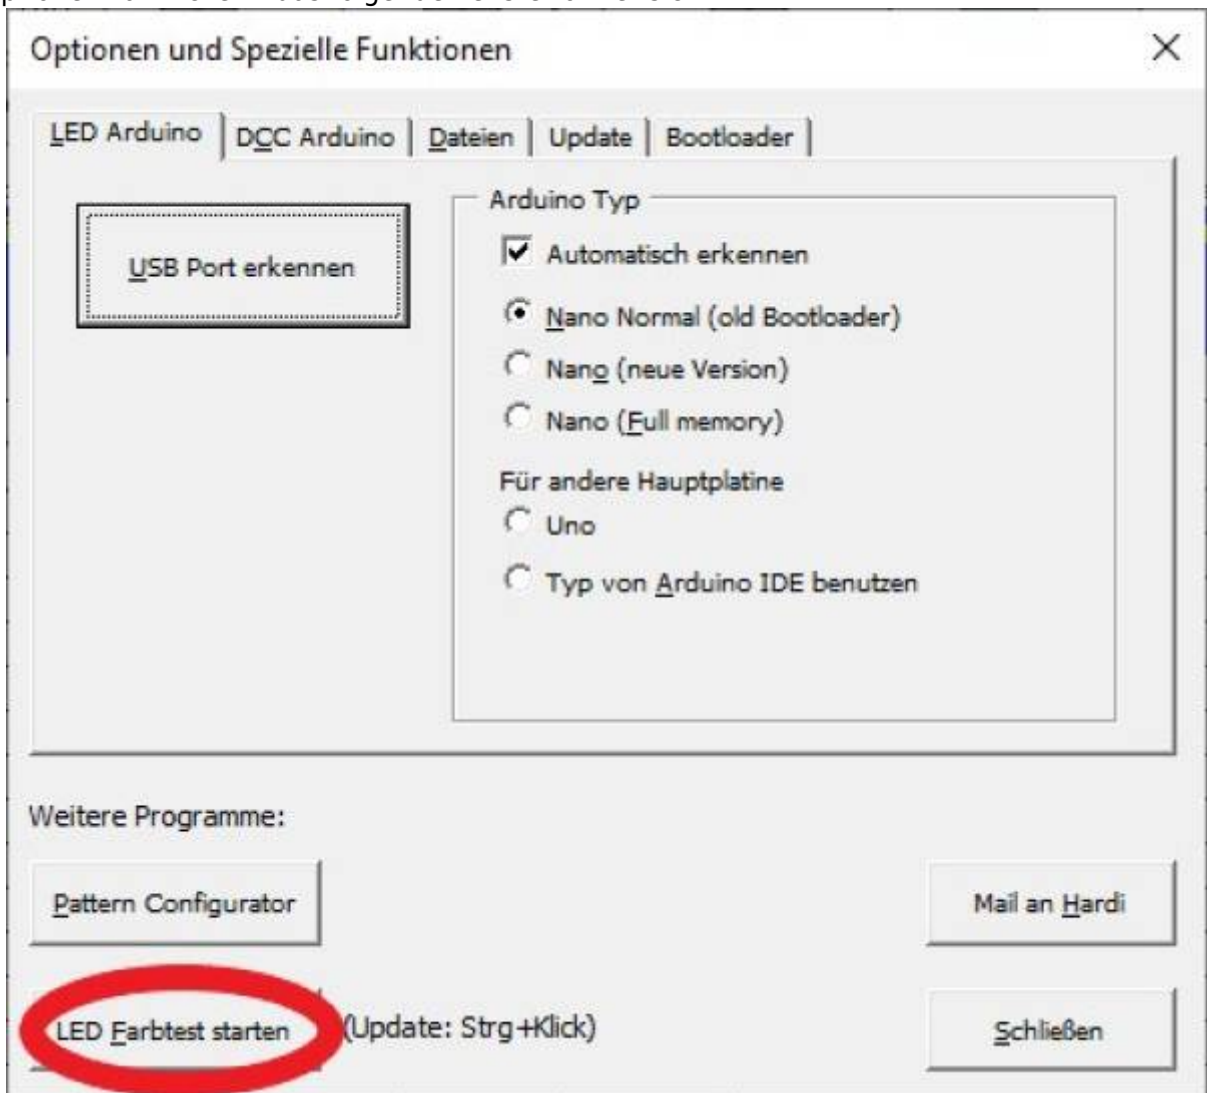 Optionen und Spezielle Funktionen
LED Arduino
DCC Arduino
Dateien
Update
Bootloader
USB Port erkennen
Arduino Typ
Automatisch erkennen
Nano Normal (old Bootloader)
Nano (neue Version)
Nano (Full memory)
Für andere Hauptplatine
Uno
Typ von Arduino IDE benutzen
Weitere Programme:
Pattern Configurator
Mail an Hardi
LED Farbtest starten
(Update: Strg+Klick)
Schließen